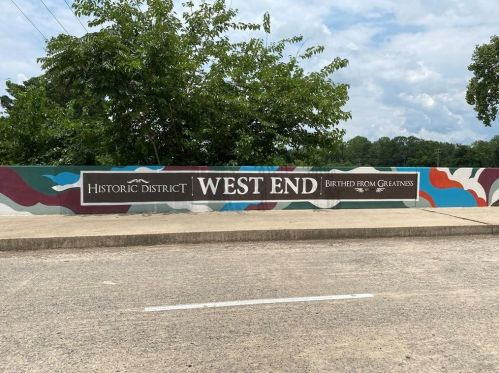 HISTORIC DISTRICT WEST END BIRTHED FROM GREATNESS